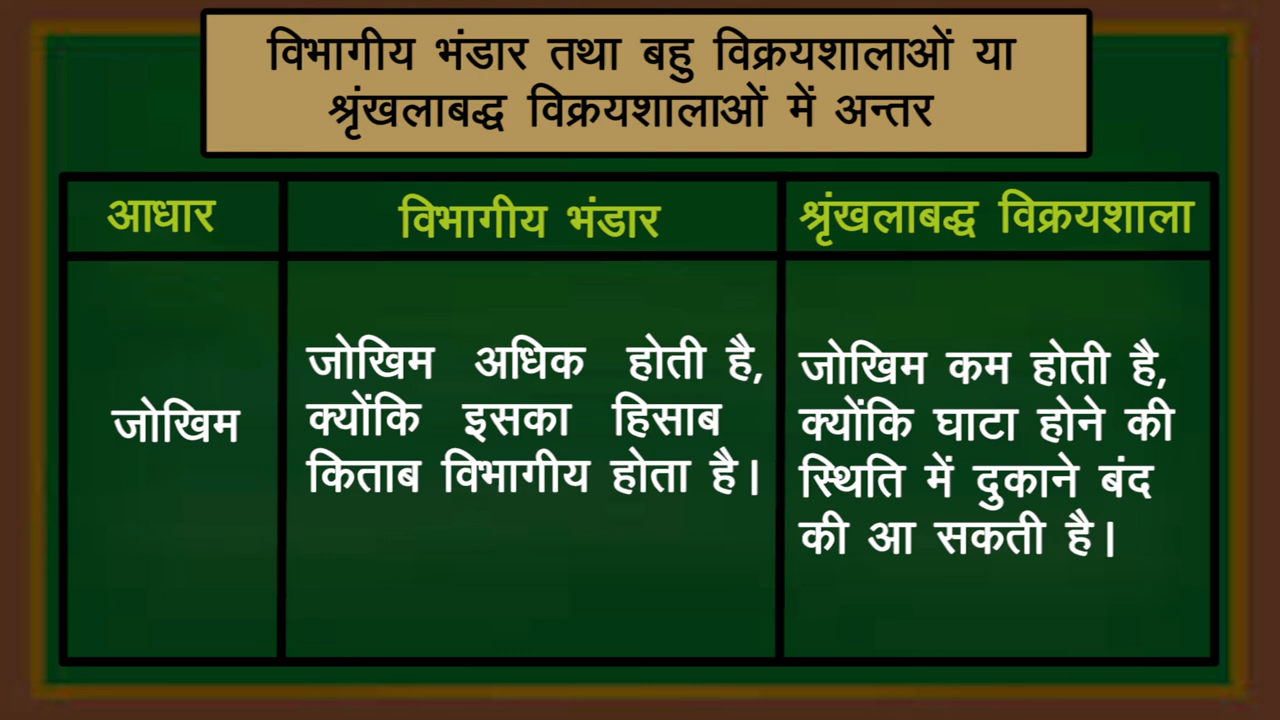 विभागीय भंडार तथा बहु विक्रयशालाओं या
श्रृंखलाबद्ध विक्रयशालाओं में अन्तर
आधार
विभागीय भंडार
श्रृंखलाबद्ध विक्रयशाला
जोखिम
जोखिम अधिक होती है,
क्योंकि इसका हिसाब
किताब विभागीय होता है।
जोखिम कम होती है,
क्योंकि घाटा होने की
स्थिति में दुकाने बंद
की आ सकती है।